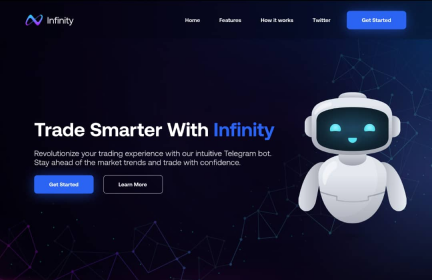 Infinity
Home Features How it works Twitter Get Started
Trade Smarter With Infinity
Revolutionize your trading experience with our intuitive Telegram bot.
Stay ahead of the market trends and trade with confidence.
Get Started Learn More